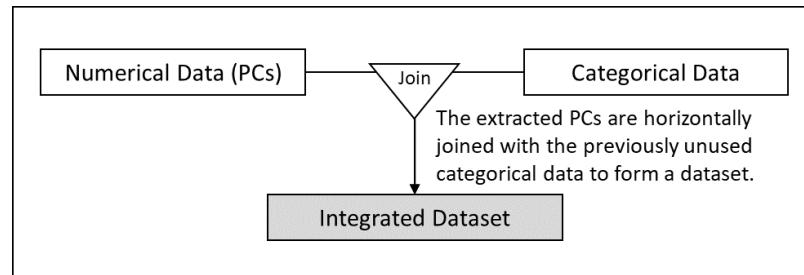 Numerical Data (PCs)
Join
Categorical Data
The extracted PCs are horizontally
joined with the previously unused
categorical data to form a dataset.
Integrated Dataset